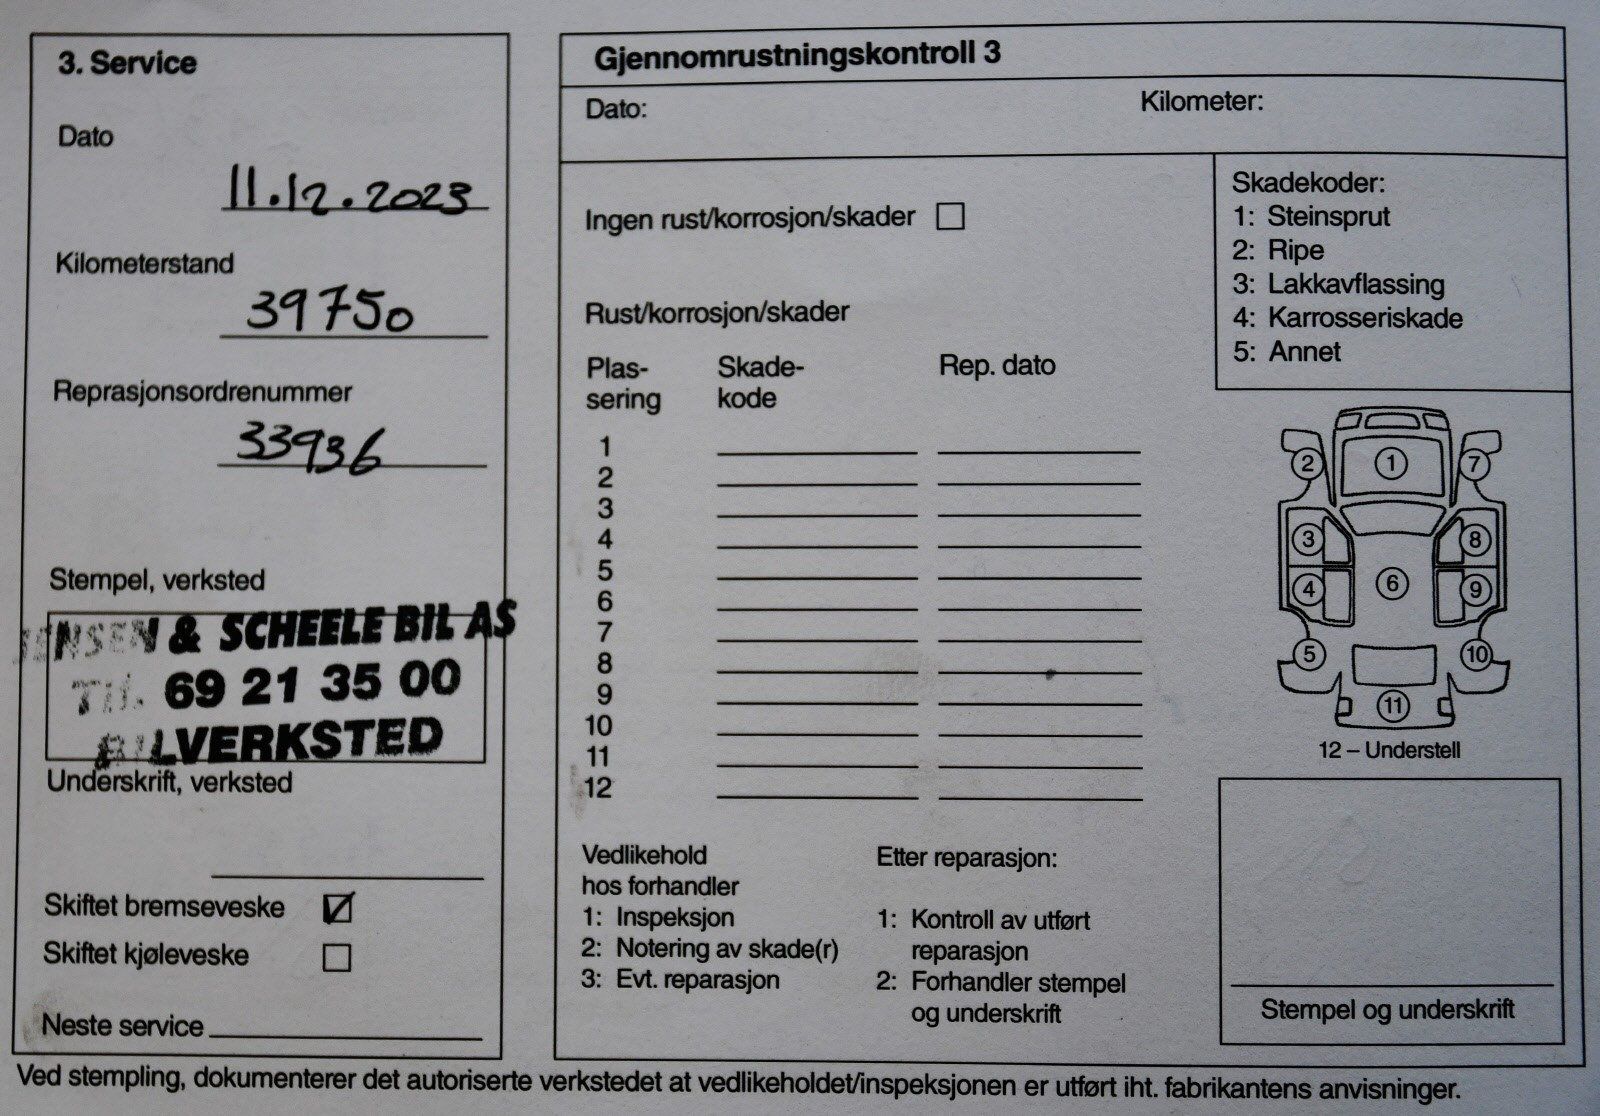 3. Service
Dato
11.12.2023
Kilometerstand
39750
Reprasjonsordrenummer
33936
Stempel, verksted
JENSEN & SCHEELE BIL AS
Tlf. 69 21 35 00
BILVERKSTED
Underskrift, verksted
Skiftet bremseveske
Skiftet kjøleveske
Neste service
Gjennomrustningskontroll 3
Dato: Kilometer:
Ingen rust/korrosjon/skader
Rust/korrosjon/skader
Plas- Skade- Rep. dato
sering kode
1
2
3
4
5
6
7
8
9
10
11
12
Skadekoder:
1: Steinsprut
2: Ripe
3: Lakkavflassing
4: Karrosseriskade
5: Annet
2 1 7
3 8
4 6 9
5 10
11
12 – Understell
Vedlikehold
hos forhandler
1: Inspeksjon
2: Notering av skade(r)
3: Evt. reparasjon
Etter reparasjon:
1: Kontroll av utført
reparasjon
2: Forhandler stempel
og underskrift
Stempel og underskrift
Ved stempling, dokumenterer det autoriserte verkstedet at vedlikeholdet/inspeksjonen er utført iht. fabrikantens anvisninger.